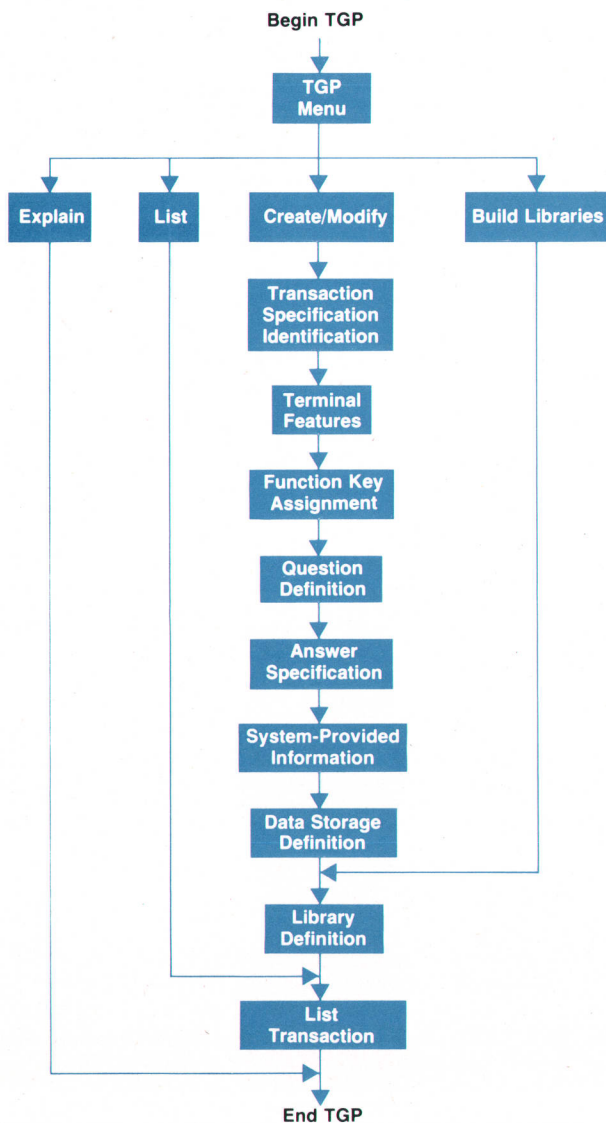 Begin TGP
TGP
Menu
Explain
List
Create/Modify
Build Libraries
Transaction
Specification
Identification
Terminal
Features
Function Key
Assignment
Question
Definition
Answer
Specification
System-Provided
Information
Data Storage
Definition
Library
Definition
List
Transaction
End TGP